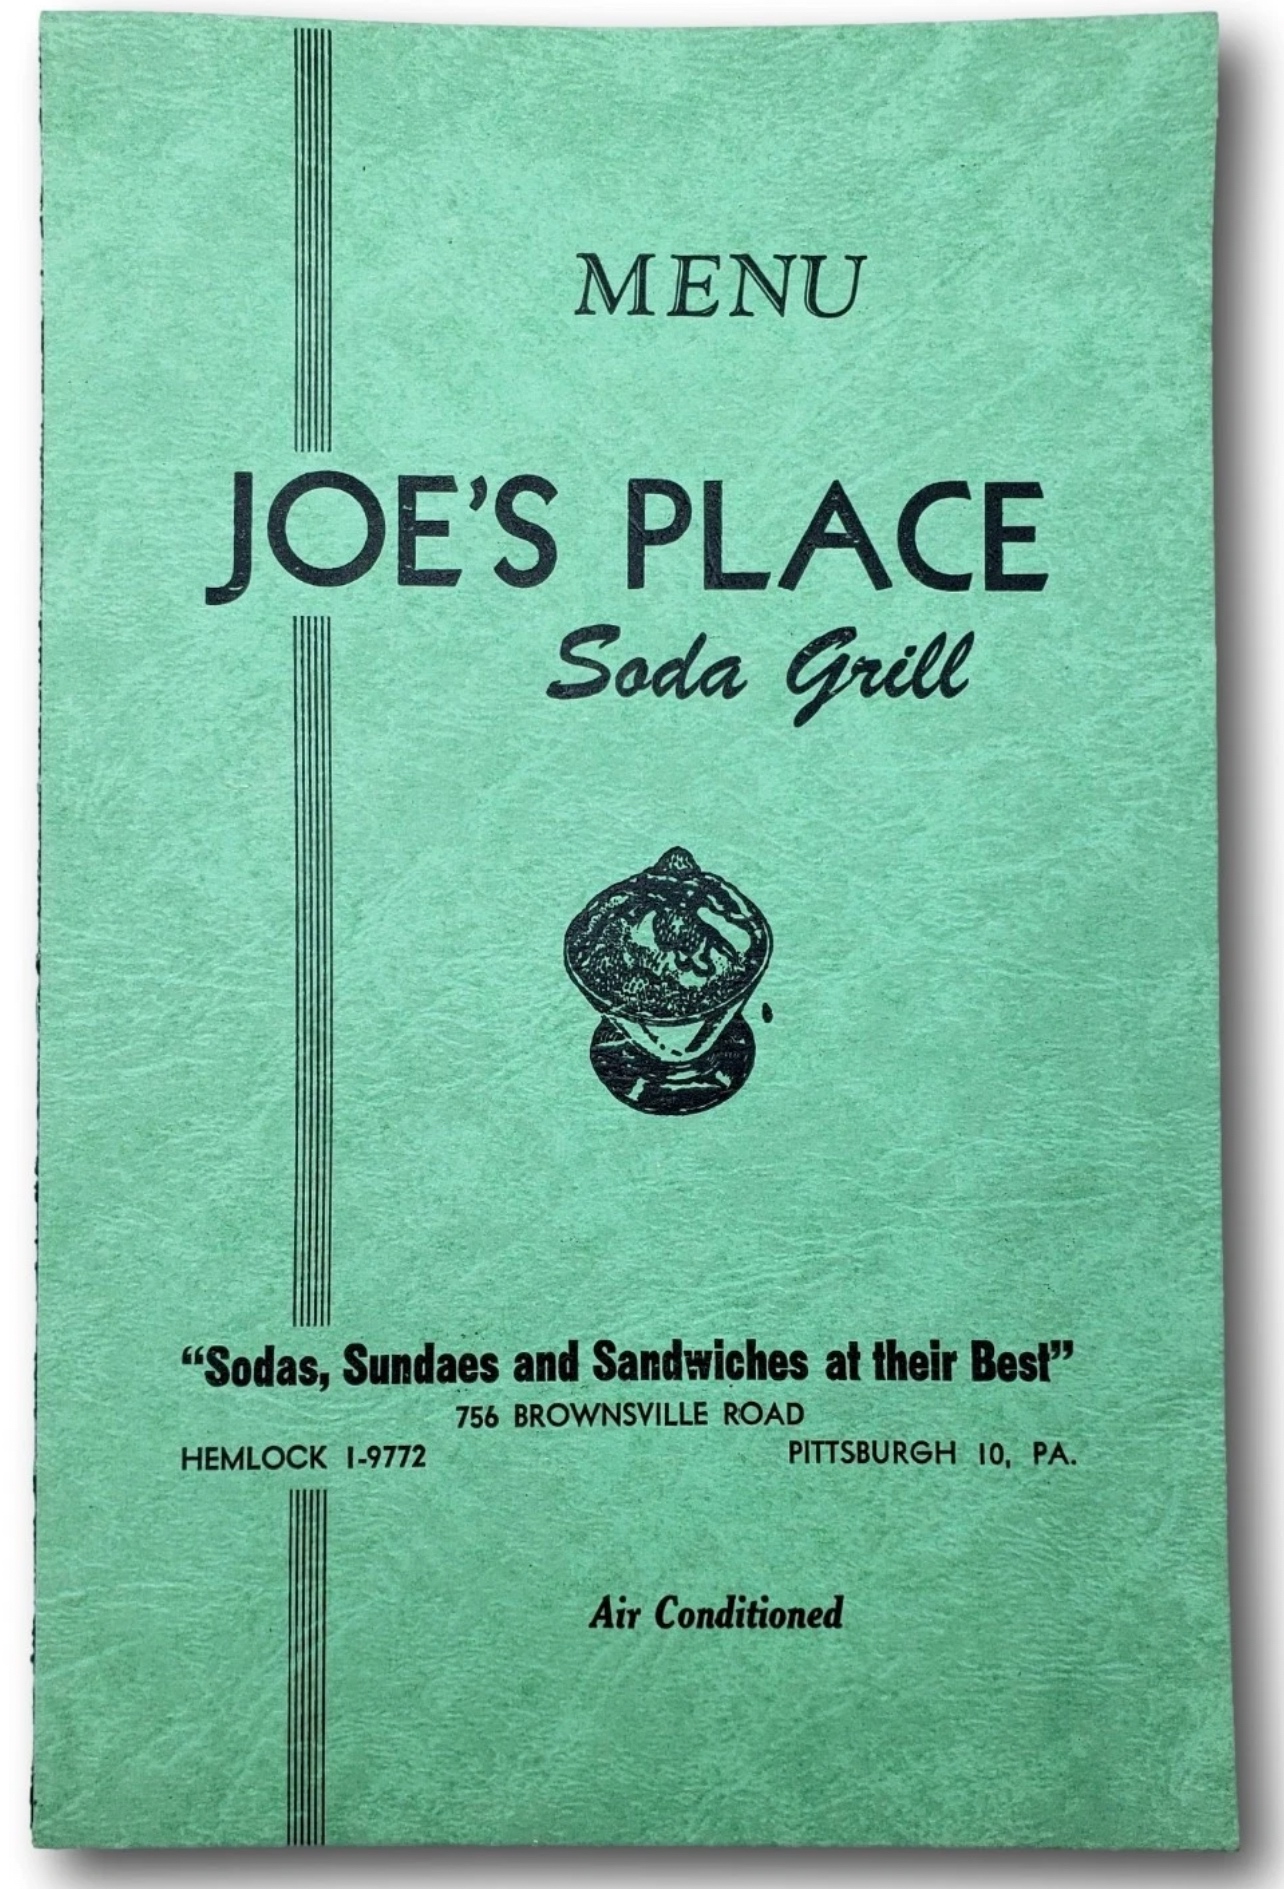 MENU
JOE'S PLACE
Soda Grill
“Sodas, Sundaes and Sandwiches at their Best”
756 BROWNSVILLE ROAD
HEMLOCK 1-9772 PITTSBURGH 10, PA.
Air Conditioned